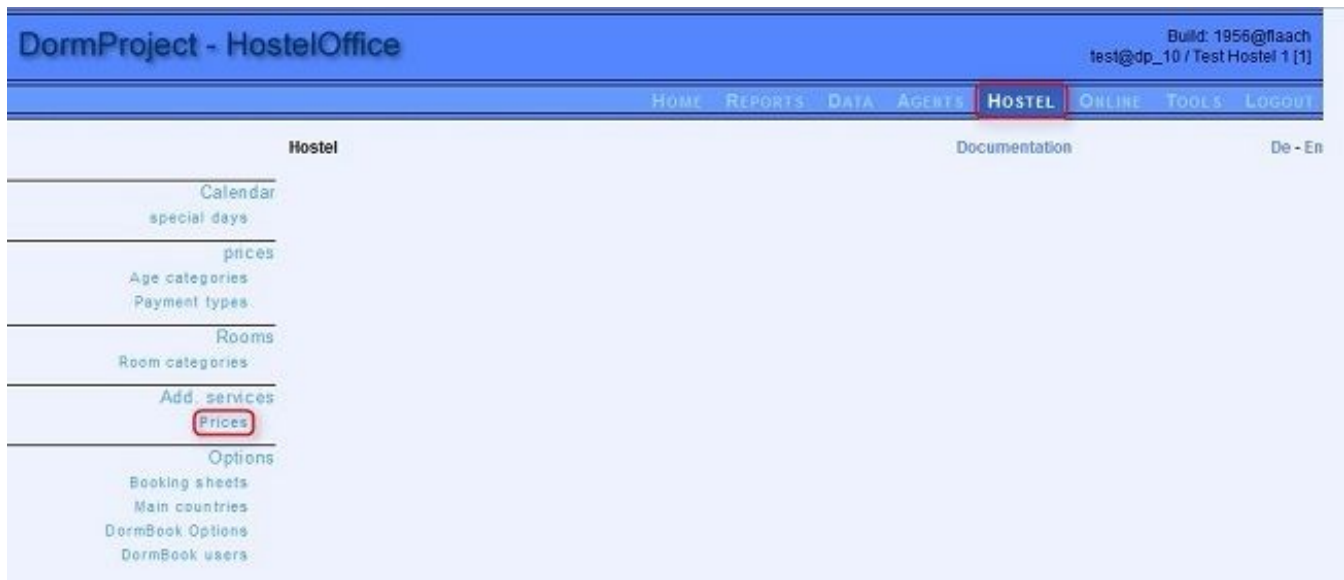 DormProject - HostelOffice
Build: 1956@flaach
test@dp_10 / Test Hostel 1 [1]
HOME REPORTS DATA AGENTS HOSTEL ONLINE TOOLS LOGOUT
Hostel Documentation De - En
Calendar
special days
prices
Age categories
Payment types
Rooms
Room categories
Add. services
Prices
Options
Booking sheets
Main countries
DormBook Options
DormBook users